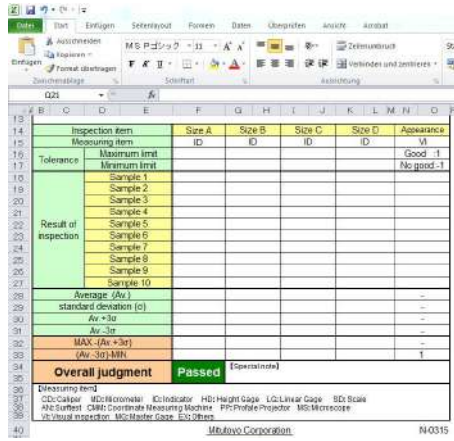 Datei Start Einfügen Seitenlayout Formeln Daten Überprüfen Ansicht Acrobat
Ausschneiden
Kopieren
Format übertragen
Einfügen
Zwischenablage
MS Pゴシック 11 A A
F K U
Schriftart
Zeilenumbruch
Verbinden und zentrieren
Ausrichtung
Q21 fx
B C D E F G H I J K L M N O
13
14 Inspection item Size A Size B Size C Size D Appearance
15 Measuring item ID ID ID ID VI
16 Tolerance Maximum limit Good :1
17 Minimum limit No good:-1
18 Sample 1
19 Sample 2
20 Sample 3
21 Sample 4
22 Result of Sample 5
23 inspection Sample 6
24 Sample 7
25 Sample 8
26 Sample 9
27 Sample 10
28 Average (Av.) –
29 standard deviation (σ) –
30 Av.+3σ –
31 Av.-3σ –
32 MAX.-(Av.+3σ) –
33 (Av.-3σ)-MIN. 1
34 Overall judgment Passed [Special note]
35
36 [Measuring item]
37 CD:Caliper MD:Micrometer ID:Indicator HD:Height Gage LG:Linear Gage SD:Scale
38 AN:Surftest CMM:Coordinate Measuring Machine PP:Profile Projector MS:Microscope
39 VI:Visual inspection MG:Master Gage EX:Others
40 Mitutoyo Corporation N-0315